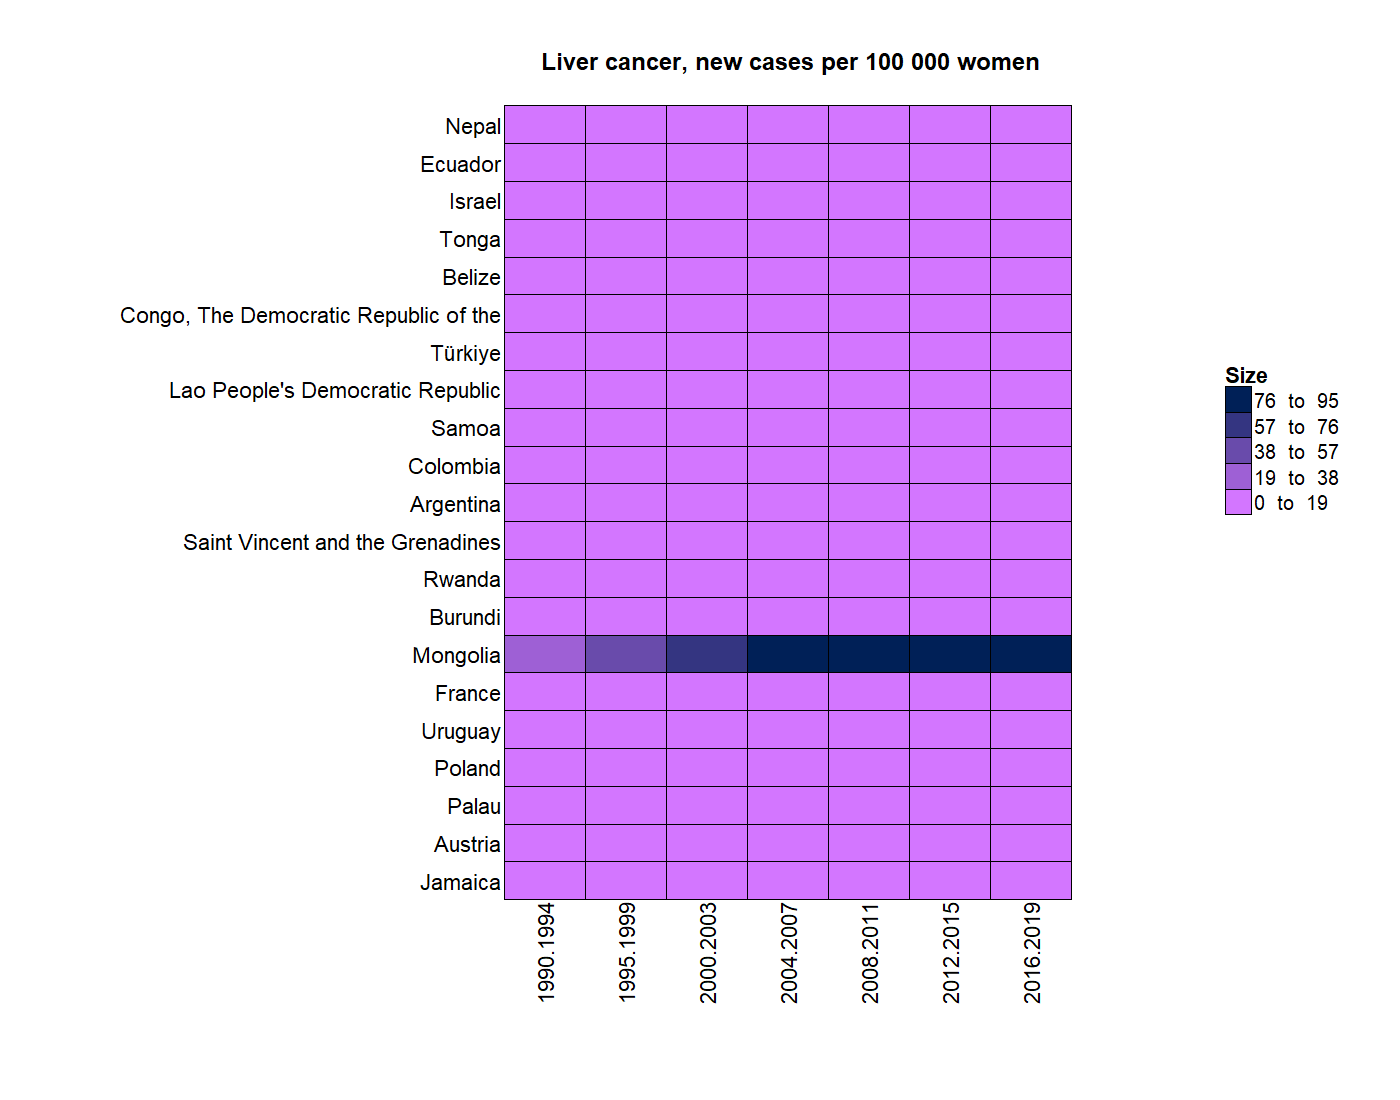 Liver cancer, new cases per 100 000 women
Nepal
Ecuador
Israel
Tonga
Belize
Congo, The Democratic Republic of the
Türkiye
Lao People's Democratic Republic
Samoa
Colombia
Argentina
Saint Vincent and the Grenadines
Rwanda
Burundi
Mongolia
France
Uruguay
Poland
Palau
Austria
Jamaica
1990.1994
1995.1999
2000.2003
2004.2007
2008.2011
2012.2015
2016.2019
Size
76 to 95
57 to 76
38 to 57
19 to 38
0 to 19